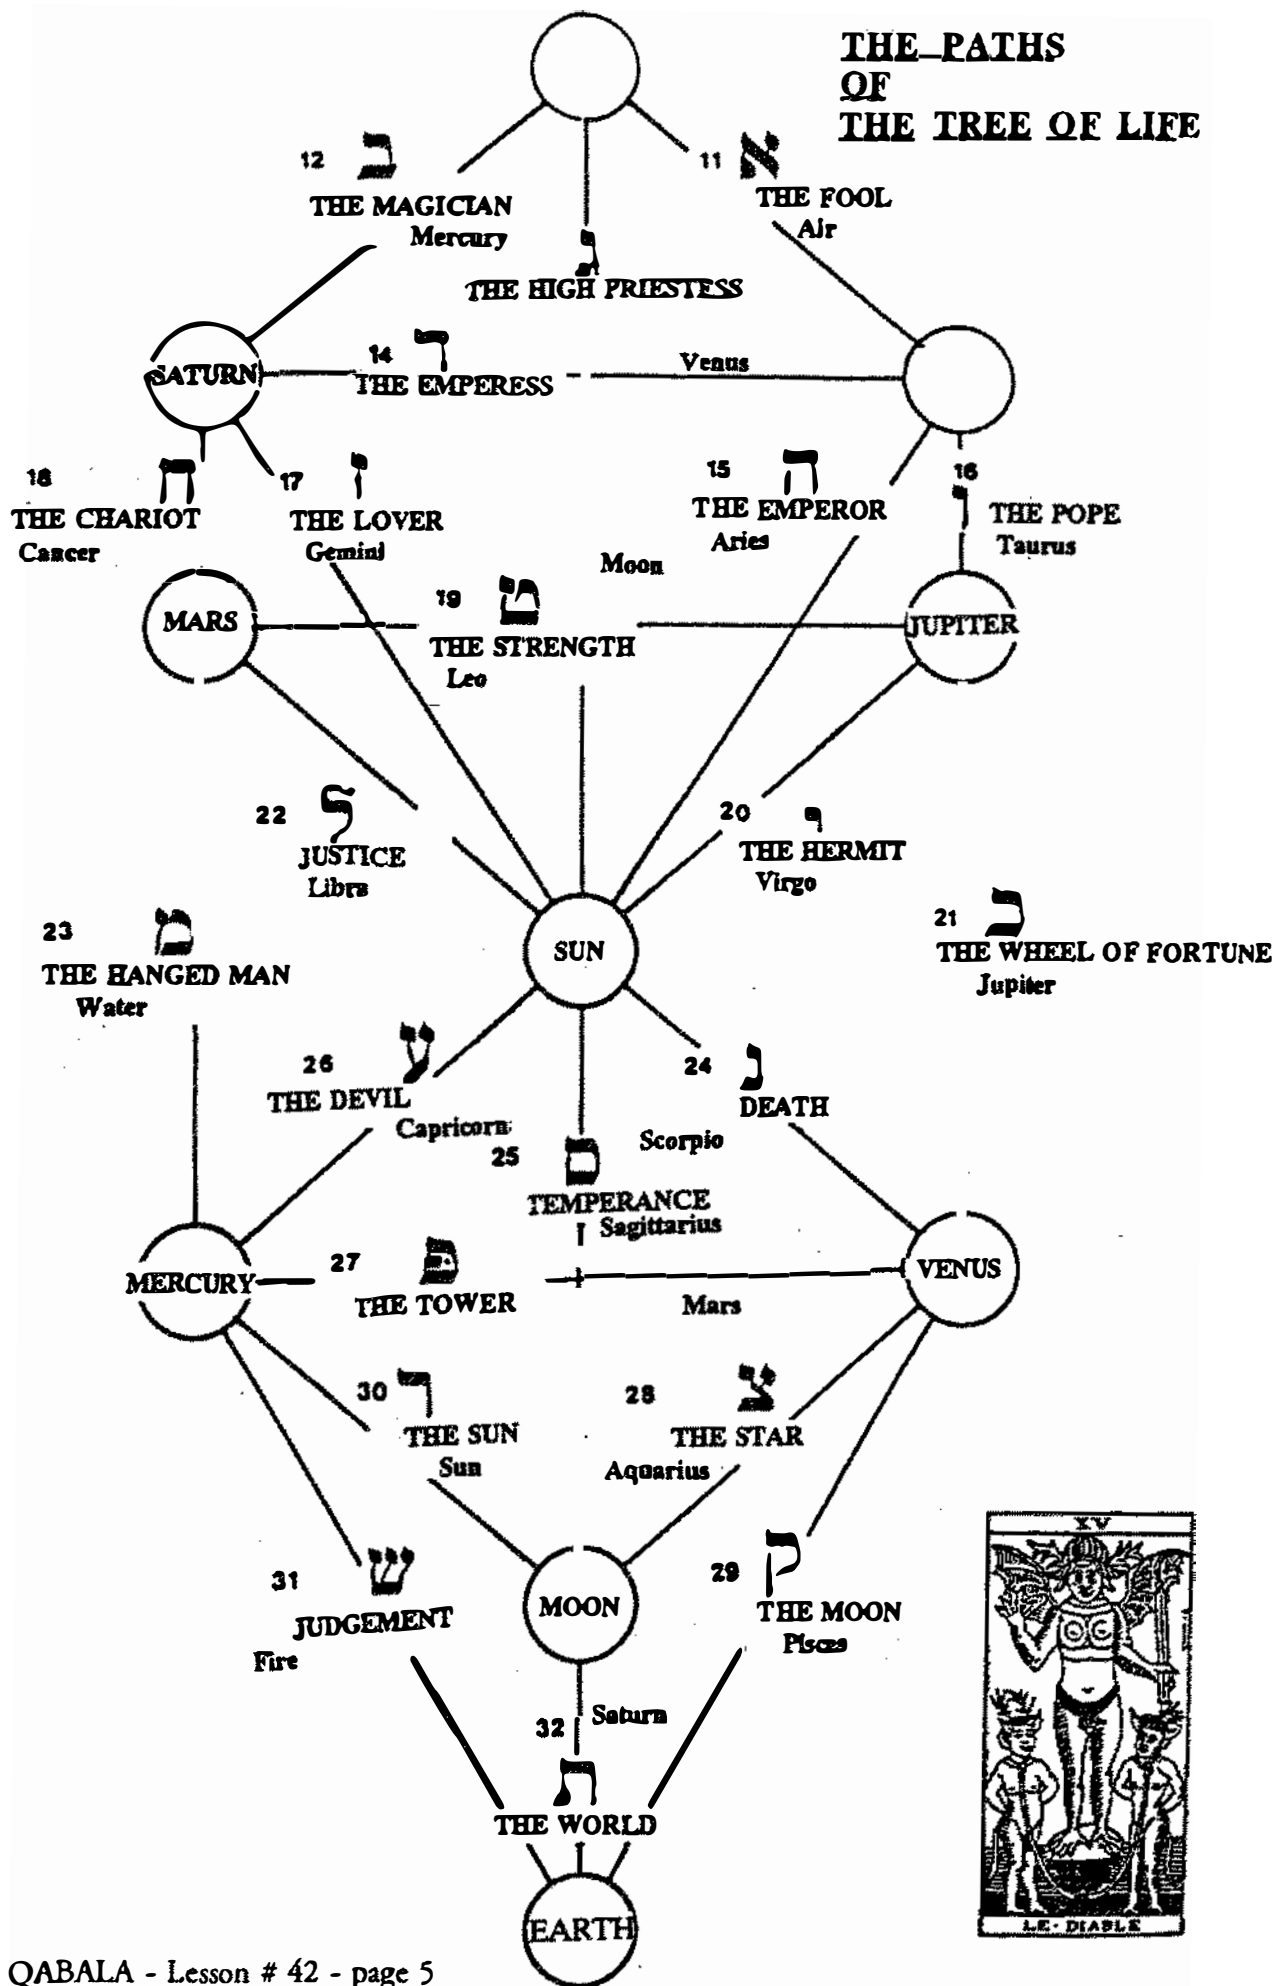 THE PATHS
OF
THE TREE OF LIFE
12 ב
THE MAGICIAN
Mercury
11 א
THE FOOL
Air
ג
THE HIGH PRIESTESS
SATURN
14 ד
THE EMPERESS
Venus
18 ח
THE CHARIOT
Cancer
17 ז
THE LOVER
Gemini
15 ה
THE EMPEROR
Aries
16
ו
THE POPE
Taurus
Moon
MARS
19 ט
THE STRENGTH
Leo
JUPITER
22 ל
JUSTICE
Libra
20 י
THE HERMIT
Virgo
23 מ
THE HANGED MAN
Water
SUN
21 כ
THE WHEEL OF FORTUNE
Jupiter
26 ע
THE DEVIL
Capricorn
24 נ
DEATH
Scorpio
25 ס
TEMPERANCE
Sagittarius
MERCURY
27 פ
THE TOWER
Mars
VENUS
30 ר
THE SUN
Sun
28 צ
THE STAR
Aquarius
31 ש
JUDGEMENT
Fire
MOON
29 ק
THE MOON
Pisces
32 Saturn
ת
THE WORLD
EARTH
XV
LE·DIABLE
QABALA - Lesson # 42 - page 5